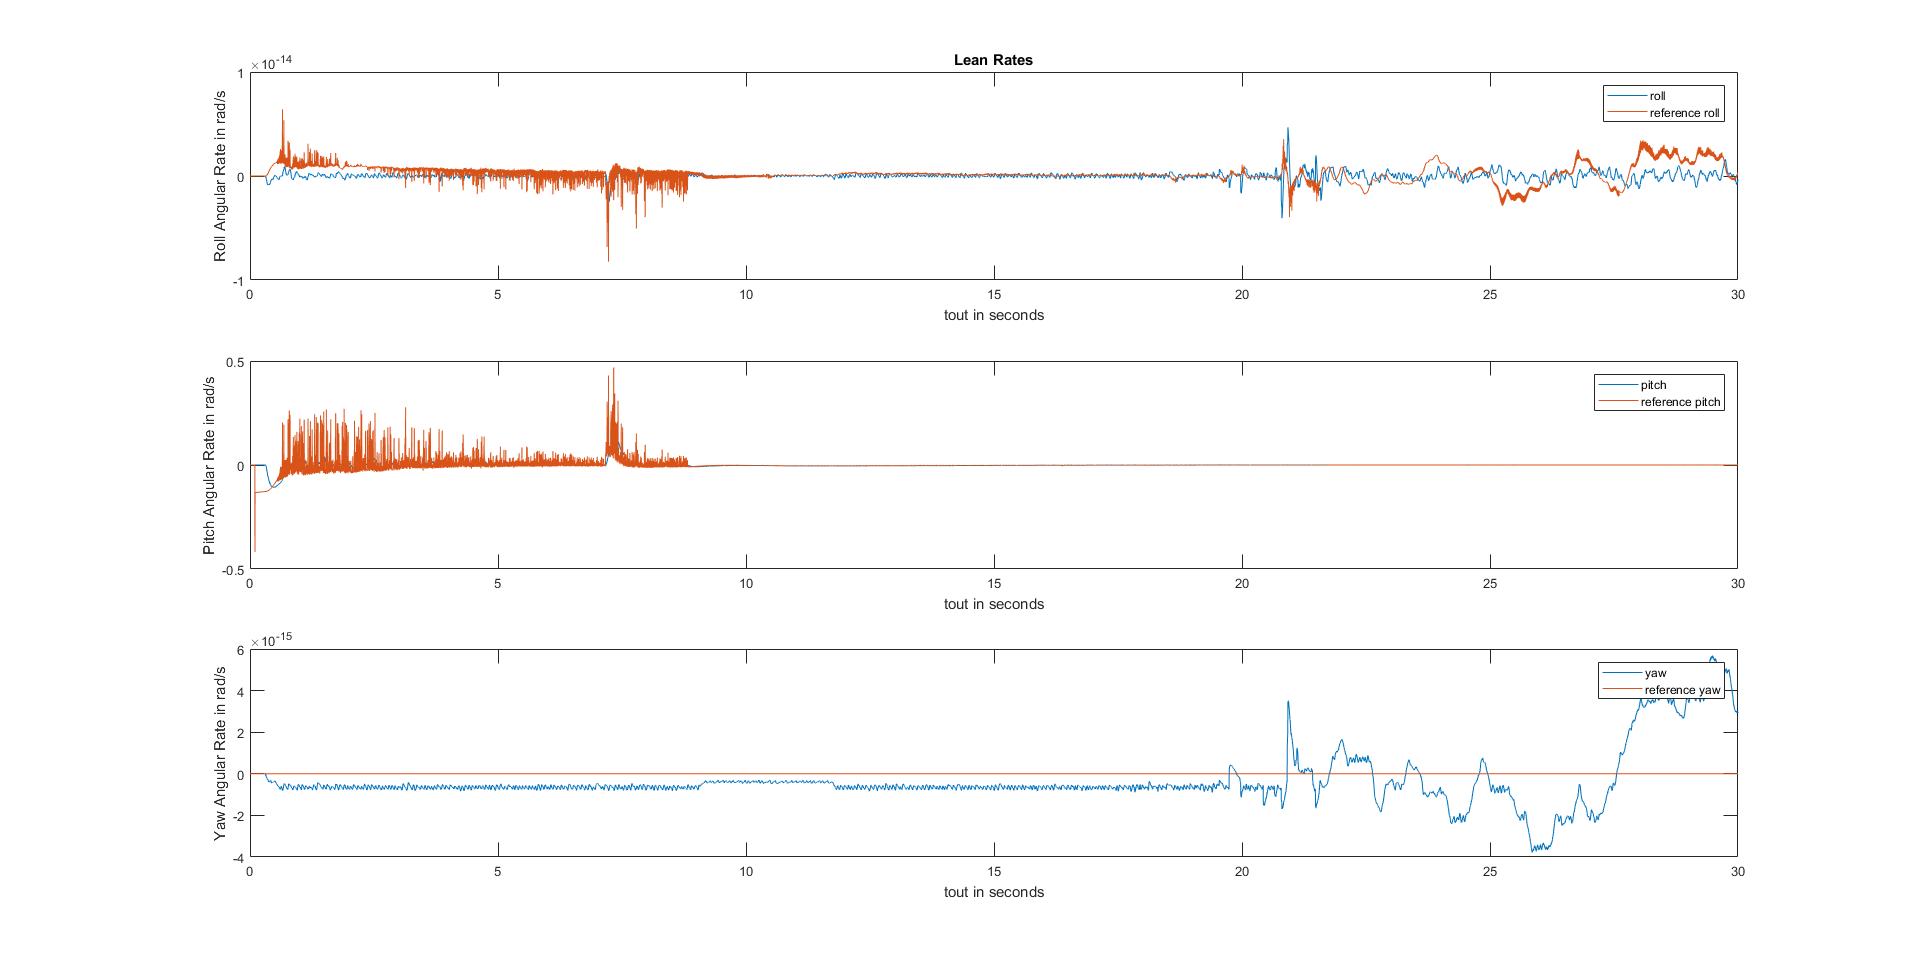 Lean Rates
×10^-14
1
0
-1
Roll Angular Rate in rad/s
roll
reference roll
0 5 10 15 20 25 30
tout in seconds
0.5
0
-0.5
Pitch Angular Rate in rad/s
pitch
reference pitch
0 5 10 15 20 25 30
tout in seconds
×10^-15
6
4
2
0
-2
-4
Yaw Angular Rate in rad/s
yaw
reference yaw
0 5 10 15 20 25 30
tout in seconds